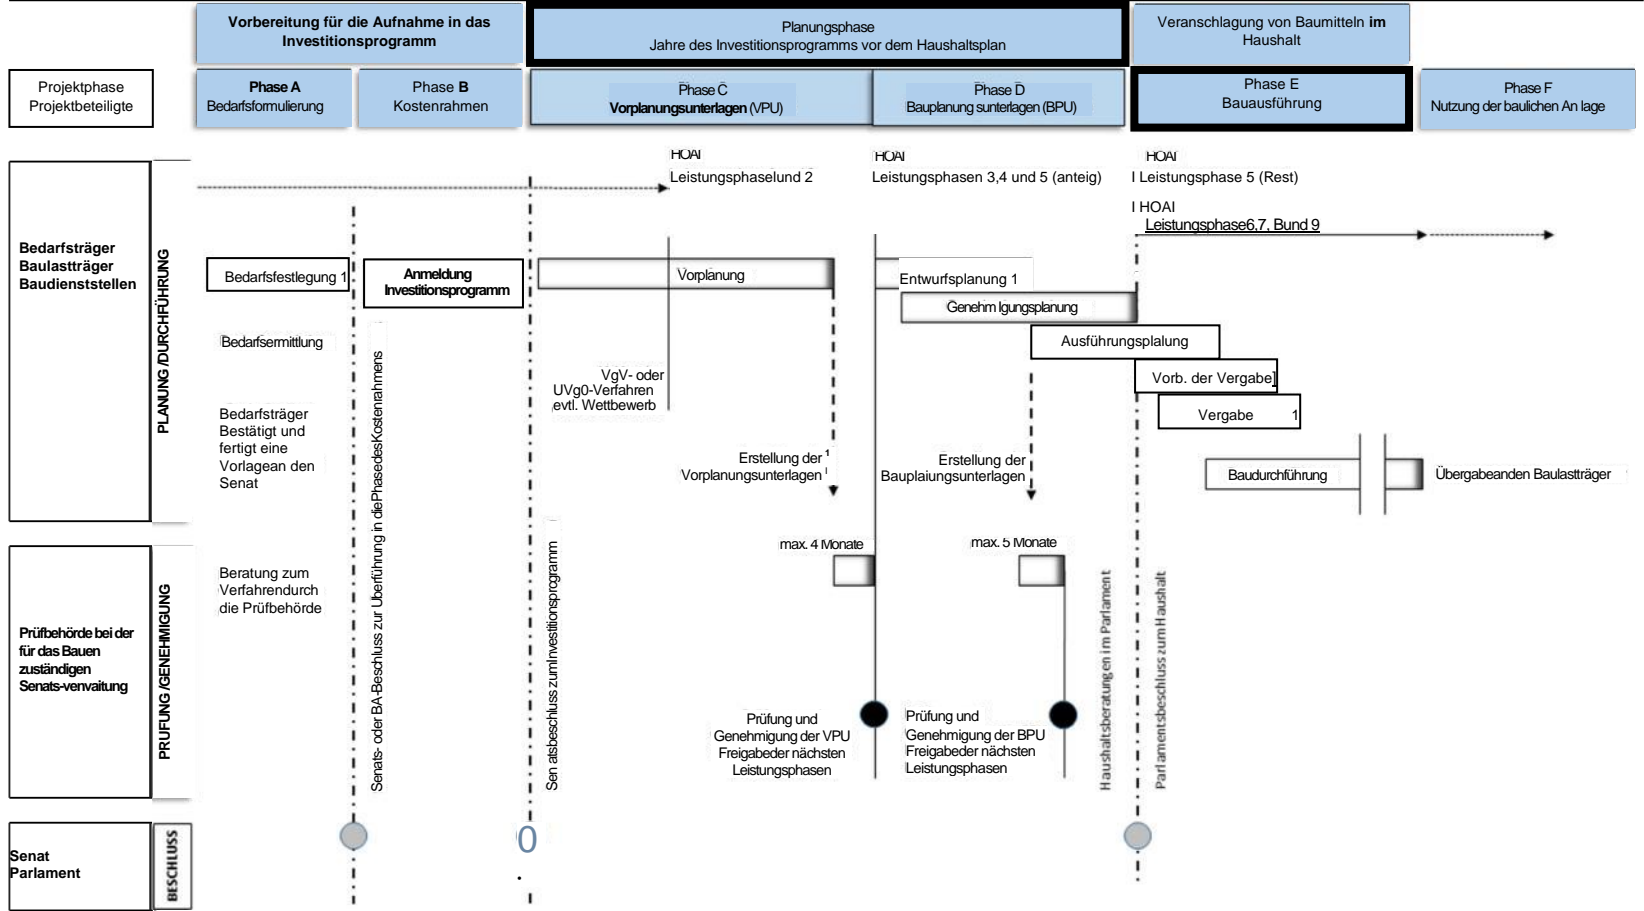 Vorbereitung für die Aufnahme in das
Investitionsprogramm
Planungsphase
Jahre des Investitionsprogramms vor dem Haushaltsplan
Veranschlagung von Baumitteln im
Haushalt
Projektphase
Projektbeteiligte
Phase A
Bedarfsformulierung
Phase B
Kostenrahmen
Phase C
Vorplanungsunterlagen (VPU)
Phase D
Bauplanung sunterlagen (BPU)
Phase E
Bauausführung
Phase F
Nutzung der baulichen An lage
HOAI
Leistungsphaselund 2
HOAI
Leistungsphasen 3,4 und 5 (anteig)
HOAI
I Leistungsphase 5 (Rest)
I HOAI
Leistungsphase6,7, Bund 9
Bedarfsträger
Baulastträger
Baudienststellen
PLANUNG /DURCHFÜHRUNG
Bedarfsfestlegung 1
Anmeldung
Investitionsprogramm
Vorplanung
Entwurfsplanung 1
Genehm Igungsplanung
Ausführungsplalung
Vorb. der Vergabe]
Vergabe 1
Baudurchführung
Übergabeanden Baulastträger
Bedarfsermittlung
Bedarfsträger
Bestätigt und
fertigt eine
Vorlagean den
Senat
VgV- oder
UVg0-Verfahren
evtl. Wettbewerb
Erstellung der 1
Vorplanungsunterlagen I
Erstellung der
Bauplaiungsunterlagen
Senats- oder BA-Beschluss zur Uberführung in diePhasedesKostenrahmens
Sen atsbeschluss zumInvestitionsprogramm
Prüfbehörde bei der
für das Bauen
zuständigen
Senats-venvaitung
PRUFUNG /GENEHMIGUNG
Beratung zum
Verfahrendurch
die Prüfbehörde
max. 4 Monate
max. 5 Monate
Prüfung und
Genehmigung der VPU
Freigabeder nächsten
Leistungsphasen
Prüfung und
Genehmigung der BPU
Freigabeder nächsten
Leistungsphasen
Haushaltsberatungen im Parlament
Parlamentsbeschluss zum Haushalt
Senat
Parlament
BESCHLUSS
0
.